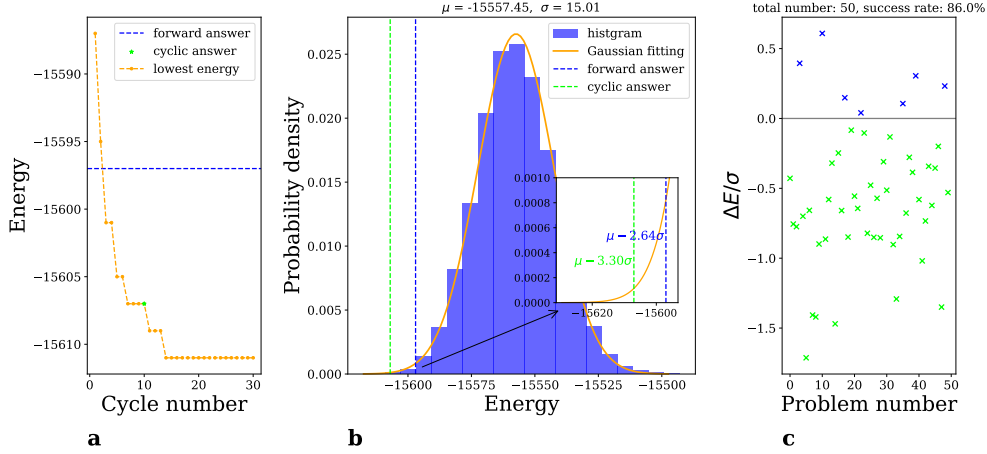 −15590
−15595
−15600
−15605
−15610
Energy
0
10
20
30
Cycle number
forward answer
cyclic answer
lowest energy
a
μ = -15557.45, σ = 15.01
0.025
0.020
0.015
0.010
0.005
0.000
Probability density
−15600
−15575
−15550
−15525
−15500
Energy
histgram
Gaussian fitting
forward answer
cyclic answer
0.0010
0.0008
0.0006
0.0004
0.0002
0.0000
μ − 2.64σ
μ − 3.30σ
−15620
−15600
b
total number: 50, success rate: 86.0%
0.5
0.0
−0.5
−1.0
−1.5
ΔE/σ
0
10
20
30
40
50
Problem number
c